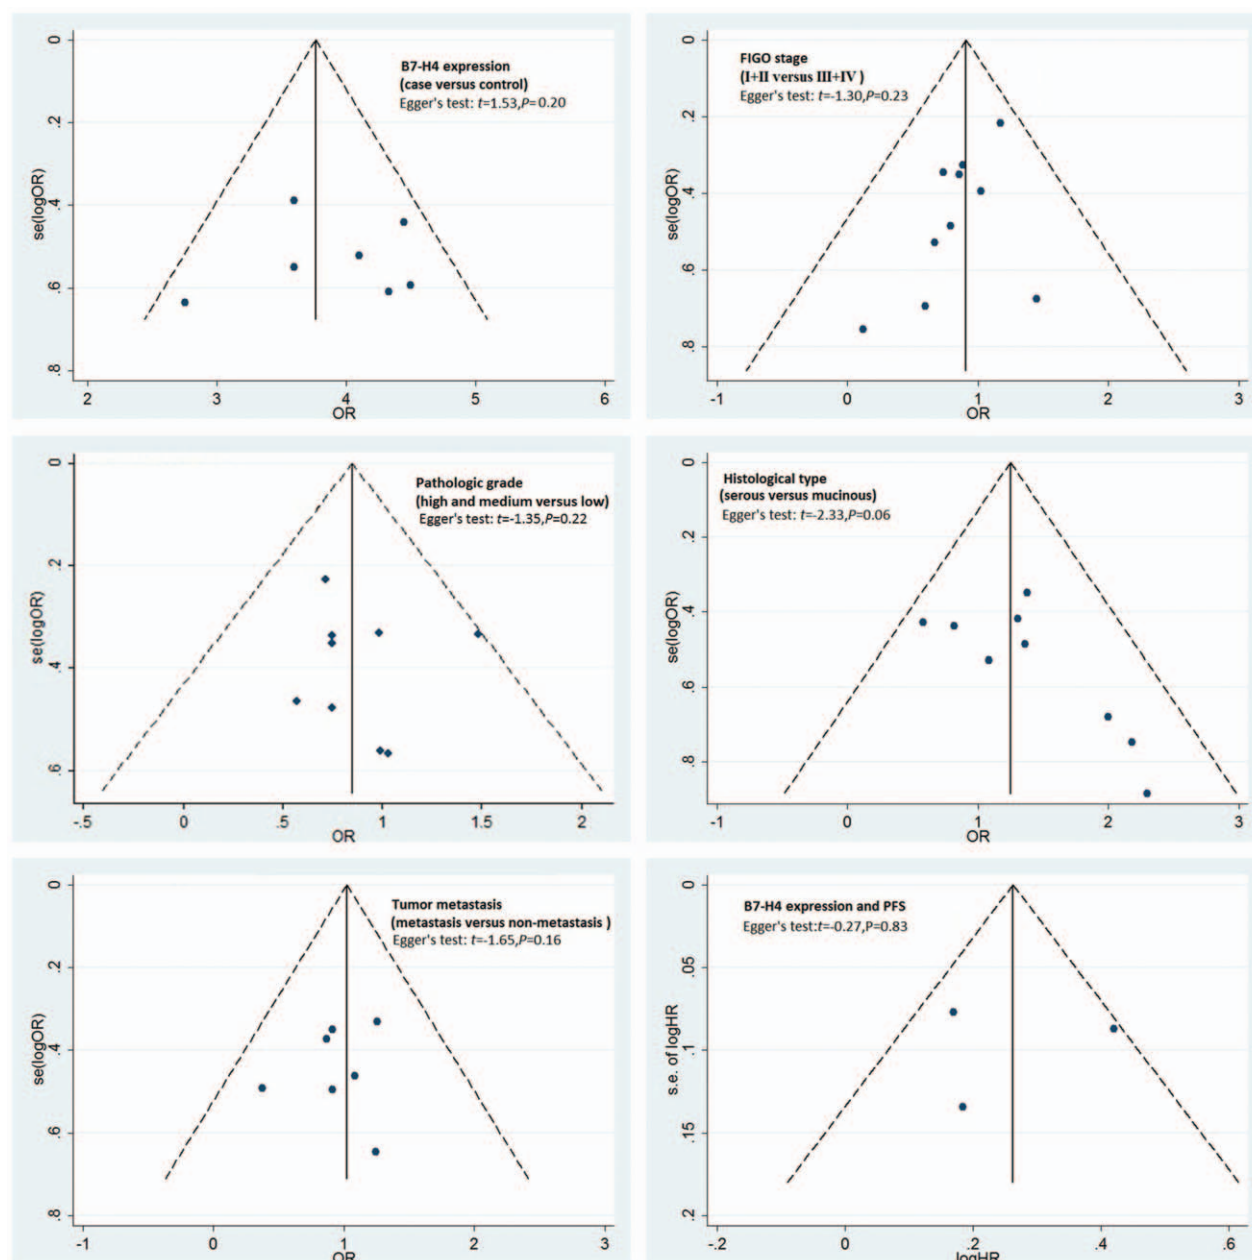 B7-H4 expression
(case versus control)
Egger's test: t=1.53,P=0.20
se(logOR)
0
.2
.4
.6
.8
2
3
4
5
6
OR
FIGO stage
(I+II versus III+IV )
Egger's test: t=-1.30,P=0.23
se(logOR)
0
.2
.4
.6
.8
-1
0
1
2
3
OR
Pathologic grade
(high and medium versus low)
Egger's test: t=-1.35,P=0.22
se(logOR)
0
.2
.4
.6
-.5
0
.5
1
1.5
2
OR
Histological type
(serous versus mucinous)
Egger's test: t=-2.33,P=0.06
se(logOR)
0
.2
.4
.6
.8
-1
0
1
2
3
OR
Tumor metastasis
(metastasis versus non-metastasis )
Egger's test: t=-1.65,P=0.16
se(logOR)
0
.2
.4
.6
.8
-1
0
1
2
3
OR
B7-H4 expression and PFS
Egger's test:t=-0.27,P=0.83
s.e. of logHR
0
.05
.1
.15
.2
-.2
0
.2
.4
.6
logHR